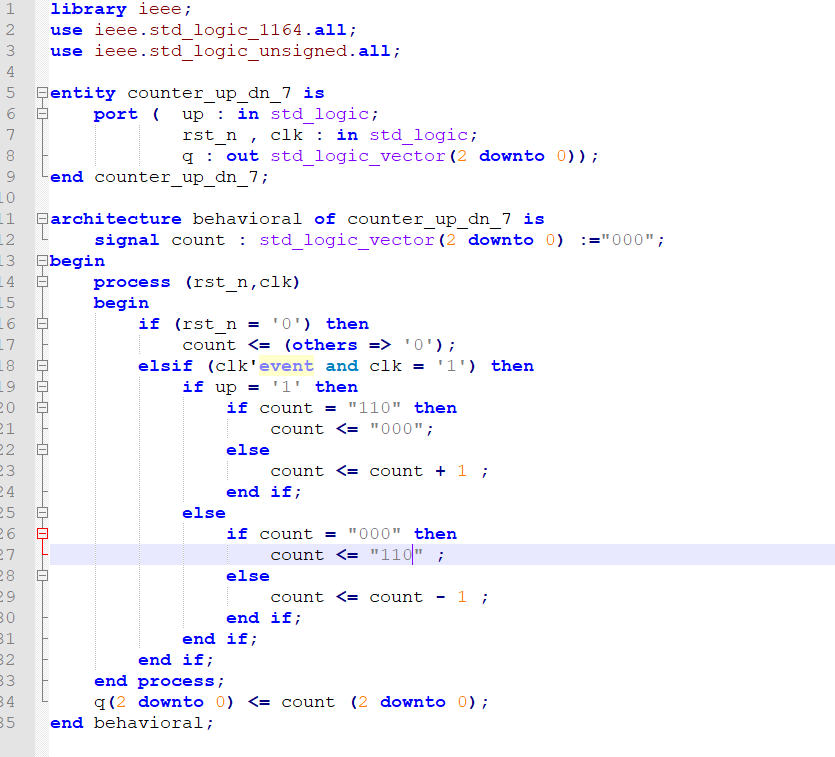 1 library ieee;
2 use ieee.std_logic_1164.all;
3 use ieee.std_logic_unsigned.all;
4
5 entity counter_up_dn_7 is
6     port (  up : in std_logic;
7             rst_n , clk : in std_logic;
8             q : out std_logic_vector(2 downto 0));
9 end counter_up_dn_7;
10
11 architecture behavioral of counter_up_dn_7 is
12     signal count : std_logic_vector(2 downto 0) :="000";
13 begin
14     process (rst_n,clk)
15     begin
16         if (rst_n = '0') then
17             count <= (others => '0');
18         elsif (clk'event and clk = '1') then
19             if up = '1' then
20                 if count = "110" then
21                     count <= "000";
22                 else
23                     count <= count + 1 ;
24                 end if;
25             else
26                 if count = "000" then
27                     count <= "110" ;
28                 else
29                     count <= count - 1 ;
30                 end if;
31             end if;
32         end if;
33     end process;
34     q(2 downto 0) <= count (2 downto 0);
35 end behavioral;